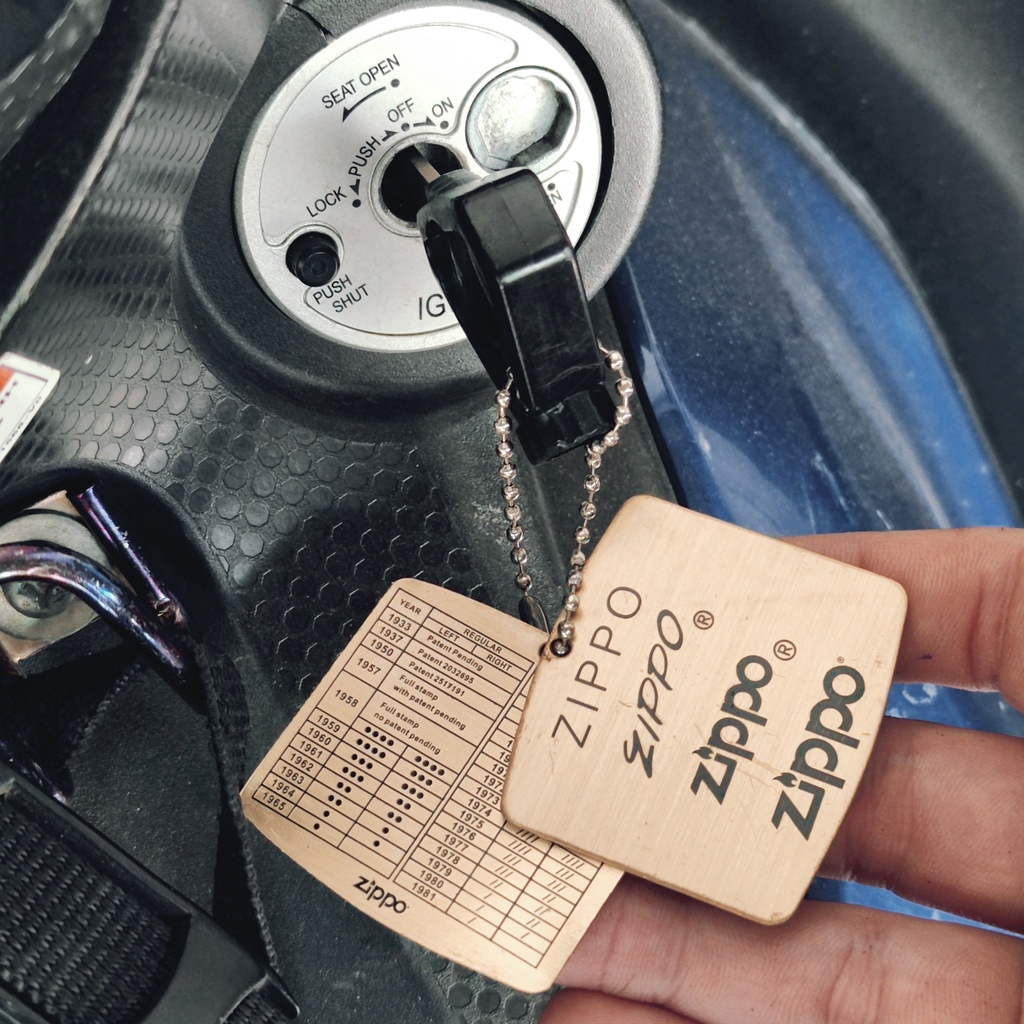 SEAT OPEN
OFF
ON
PUSH
LOCK
PUSH
SHUT
IG
ZIPPO
ZIPPO®
zippo®
zippo®
YEAR
REGULAR
LEFT RIGHT
1933 Patent Pending
1937 Patent 2032695
1950 Patent 2517191
1957 Full stamp
with patent pending
1958 Full stamp
no patent pending
1959 •••• 
1960
1961
1962
1963
1964
1965
1973
1974
1975
1976
1977
1978
1979
1980
1981
zippo